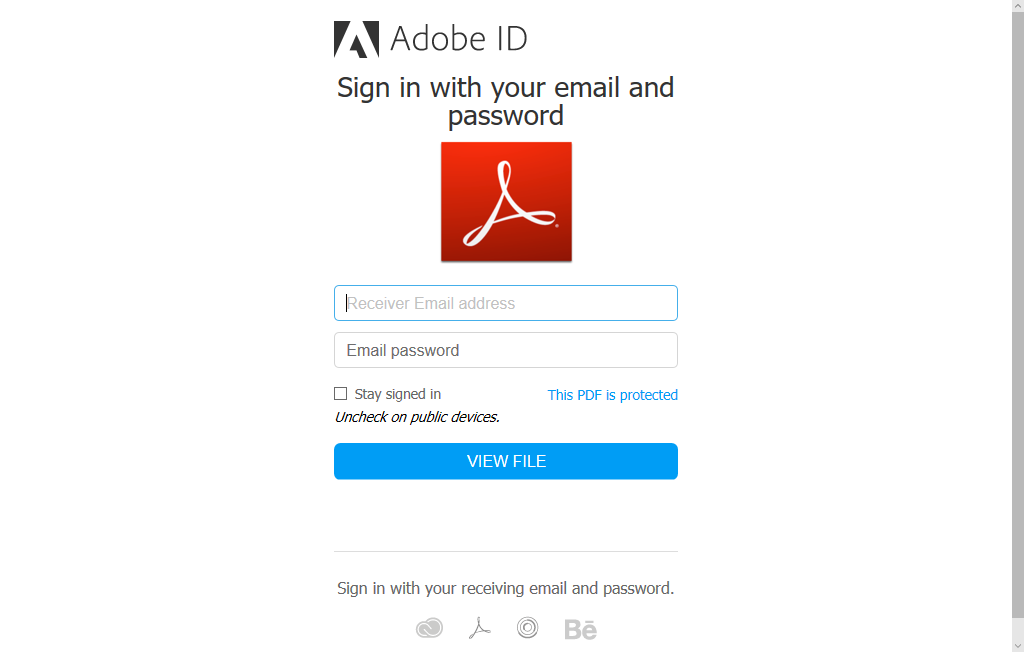 Adobe ID
Sign in with your email and
password
Receiver Email address
Email password
Stay signed in
This PDF is protected
Uncheck on public devices.
VIEW FILE
Sign in with your receiving email and password.
Bē